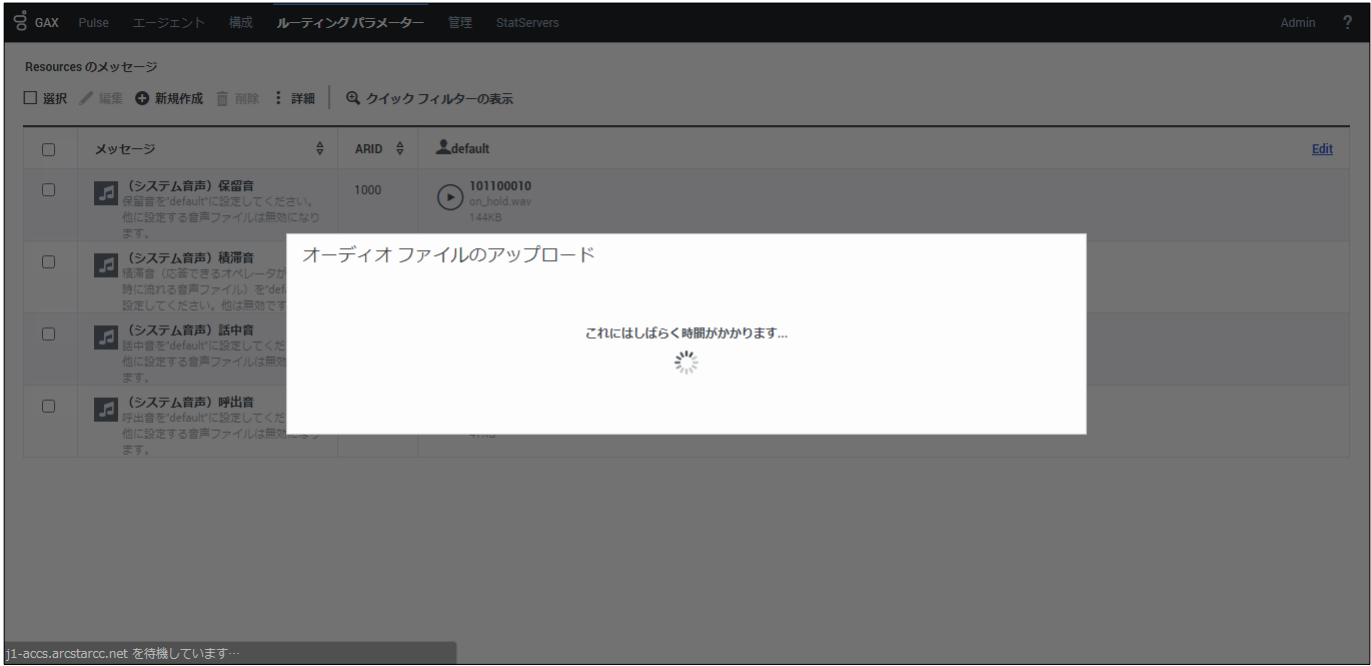 GAX Pulse エージェント 構成 ルーティング パラメーター 管理 StatServers Admin ?
Resources のメッセージ
選択 編集 新規作成 削除 詳細 クイック フィルターの表示
メッセージ ARID default Edit
（システム音声）保留音 1000 101100010
保留音を"default"に設定してください。 on_hold.wav
他に設定する音声ファイルは無効になり 144KB
ます。
（システム音声）積滞音
積滞音（応答できるオペレータが
時に流れる音声ファイル）を"def
設定してください。他は無効です
（システム音声）話中音
話中音を"default"に設定してくだ
他に設定する音声ファイルは無効
ます。
（システム音声）呼出音
呼出音を"default"に設定してくだ
他に設定する音声ファイルは無効になり
ます。
オーディオ ファイルのアップロード
これにはしばらく時間がかかります...
j1-accs.arcstarcc.net を待機しています…